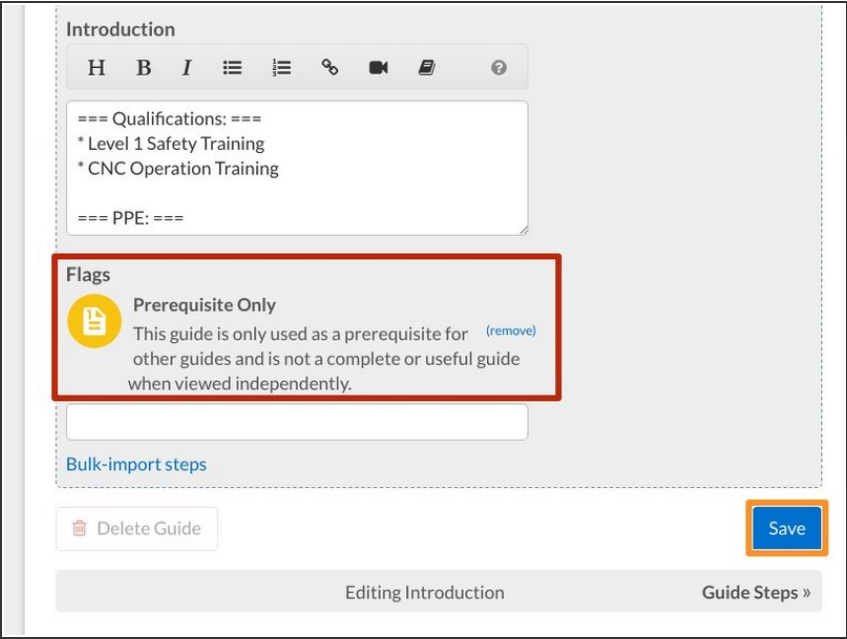 Introduction
H B I
=== Qualifications: ===
* Level 1 Safety Training
* CNC Operation Training
=== PPE: ===
Flags
Prerequisite Only
This guide is only used as a prerequisite for (remove)
other guides and is not a complete or useful guide
when viewed independently.
Bulk-import steps
Delete Guide
Save
Editing Introduction
Guide Steps »